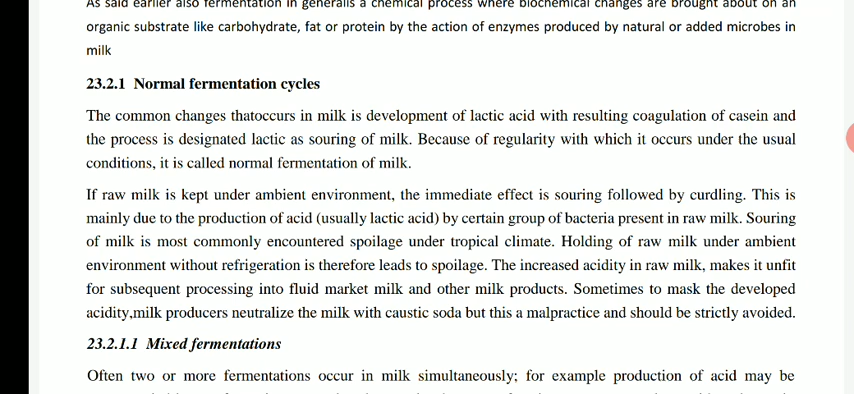 As said earlier also fermentation in generalis a chemical process where biochemical changes are brought about on an
organic substrate like carbohydrate, fat or protein by the action of enzymes produced by natural or added microbes in
milk
23.2.1 Normal fermentation cycles
The common changes thatoccurs in milk is development of lactic acid with resulting coagulation of casein and
the process is designated lactic as souring of milk. Because of regularity with which it occurs under the usual
conditions, it is called normal fermentation of milk.
If raw milk is kept under ambient environment, the immediate effect is souring followed by curdling. This is
mainly due to the production of acid (usually lactic acid) by certain group of bacteria present in raw milk. Souring
of milk is most commonly encountered spoilage under tropical climate. Holding of raw milk under ambient
environment without refrigeration is therefore leads to spoilage. The increased acidity in raw milk, makes it unfit
for subsequent processing into fluid market milk and other milk products. Sometimes to mask the developed
acidity,milk producers neutralize the milk with caustic soda but this a malpractice and should be strictly avoided.
23.2.1.1 Mixed fermentations
Often two or more fermentations occur in milk simultaneously; for example production of acid may be